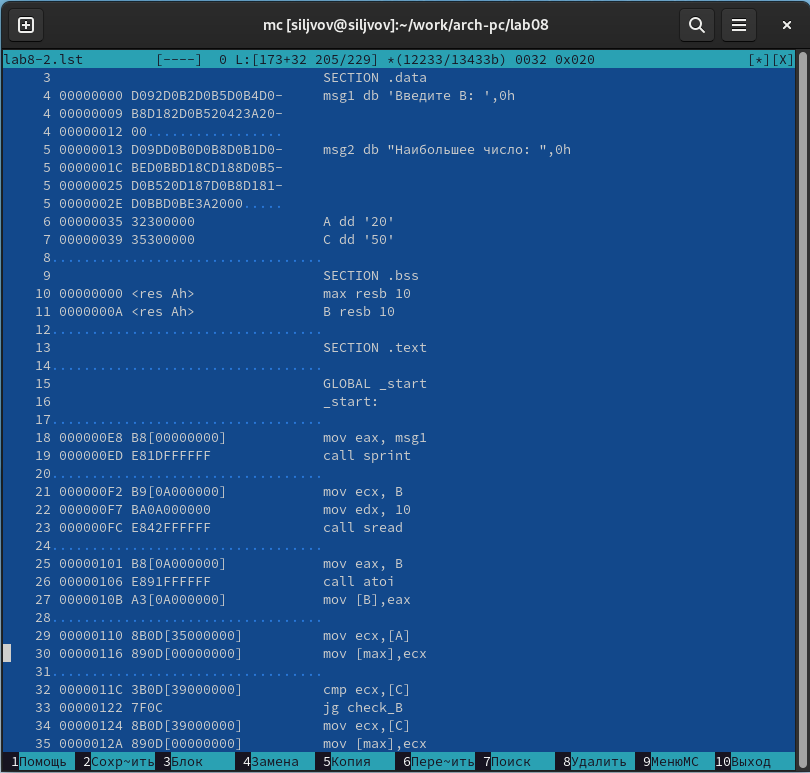 mc [siljvov@siljvov]:~/work/arch-pc/lab08
lab8-2.lst [----] 0 L:[173+32 205/229] *(12233/13433b) 0032 0x020 [*][X]
3 SECTION .data
4 00000000 D092D0B2D0B5D0B4D0- msg1 db 'Введите B: ',0h
4 00000009 B8D182D0B520423A20-
4 00000012 00..................
5 00000013 D09DD0B0D0B8D0B1D0- msg2 db "Наибольшее число: ",0h
5 0000001C BED0BBD18CD188D0B5-
5 00000025 D0B520D187D0B8D181-
5 0000002E D0BBD0BE3A2000.....
6 00000035 32300000 A dd '20'
7 00000039 35300000 C dd '50'
8..................................
9 SECTION .bss
10 00000000 <res Ah> max resb 10
11 0000000A <res Ah> B resb 10
12..................................
13 SECTION .text
14..................................
15 GLOBAL _start
16 _start:
17..................................
18 000000E8 B8[00000000] mov eax, msg1
19 000000ED E81DFFFFFF call sprint
20..................................
21 000000F2 B9[0A000000] mov ecx, B
22 000000F7 BA0A000000 mov edx, 10
23 000000FC E842FFFFFF call sread
24..................................
25 00000101 B8[0A000000] mov eax, B
26 00000106 E891FFFFFF call atoi
27 0000010B A3[0A000000] mov [B],eax
28..................................
29 00000110 8B0D[35000000] mov ecx,[A]
30 00000116 890D[00000000] mov [max],ecx
31..................................
32 0000011C 3B0D[39000000] cmp ecx,[C]
33 00000122 7F0C jg check_B
34 00000124 8B0D[39000000] mov ecx,[C]
35 0000012A 890D[00000000] mov [max],ecx
1Помощь 2Сохр~ить 3Блок 4Замена 5Копия 6Пере~ить 7Поиск 8Удалить 9МенюMC 10Выход